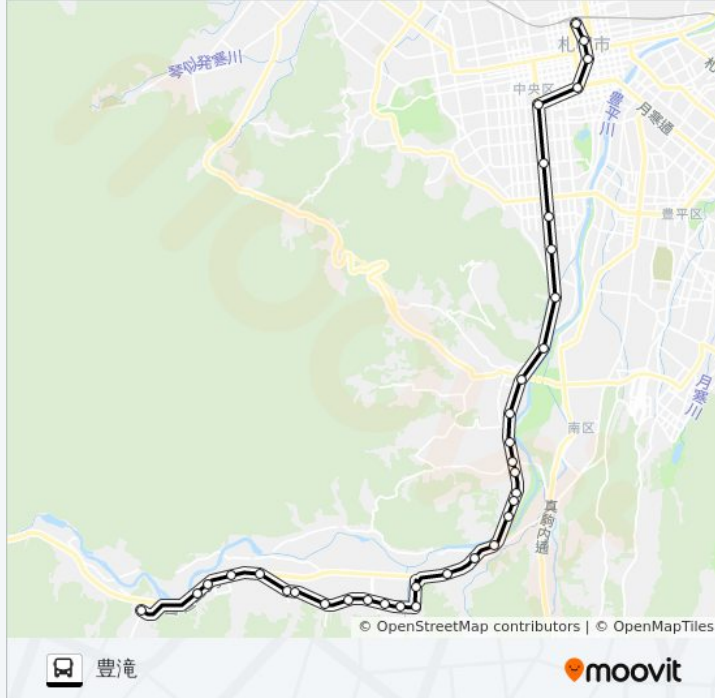 札幌市
琴似発寒川
中央区
豊平川
月寒通
豊平区
月寒川
南区
真駒内通
© OpenStreetMap contributors | © OpenMapTiles
豊滝
moovit